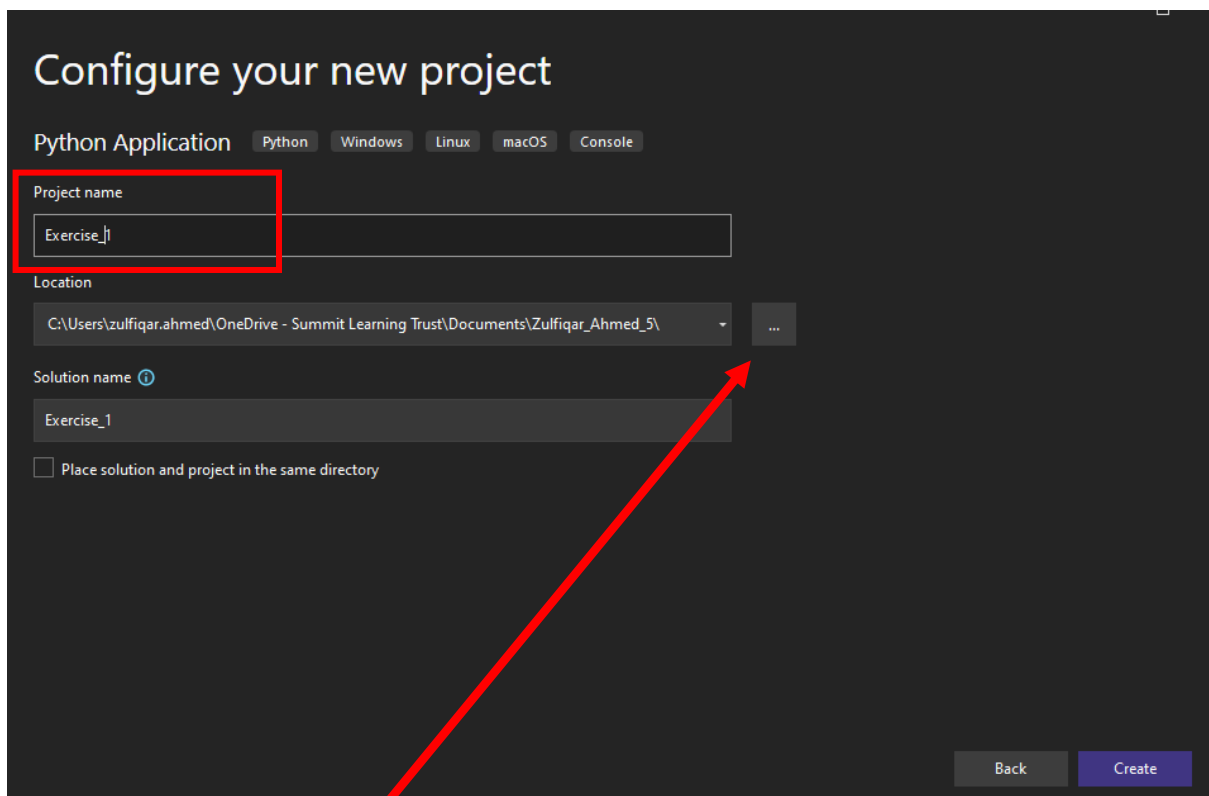 Configure your new project
Python Application Python Windows Linux macOS Console
Project name
Exercise_1
Location
C:\Users\zulfiqar.ahmed\OneDrive - Summit Learning Trust\Documents\Zulfiqar_Ahmed_5\ ...
Solution name
Exercise_1
Place solution and project in the same directory
Back Create